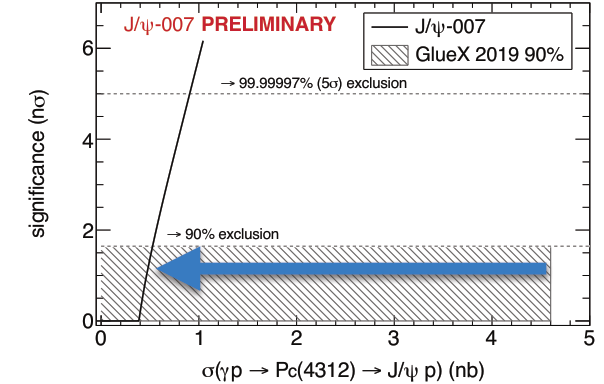 J/ψ-007 PRELIMINARY
J/ψ-007
GlueX 2019 90%
→ 99.99997% (5σ) exclusion
→ 90% exclusion
significance (nσ)
6
4
2
0
0 1 2 3 4 5
σ(γp → Pc(4312) → J/ψ p) (nb)